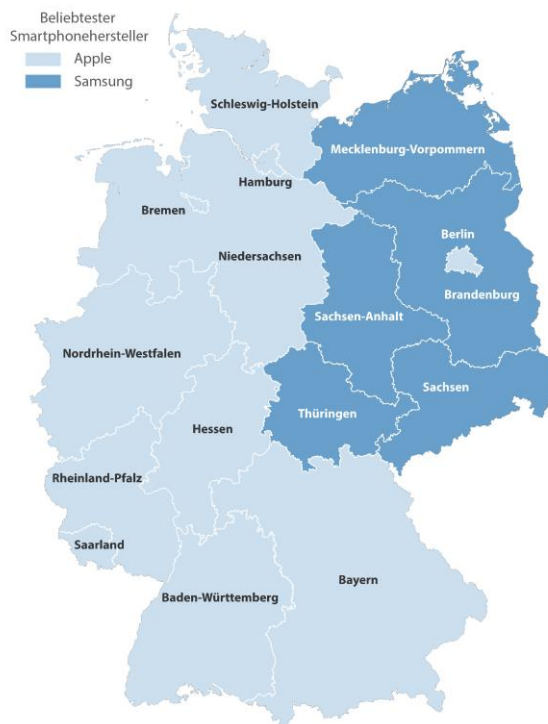 Beliebtester
Smartphonehersteller
Apple
Samsung
Schleswig-Holstein
Mecklenburg-Vorpommern
Hamburg
Bremen
Berlin
Niedersachsen
Brandenburg
Sachsen-Anhalt
Nordrhein-Westfalen
Sachsen
Thüringen
Hessen
Rheinland-Pfalz
Saarland
Bayern
Baden-Württemberg